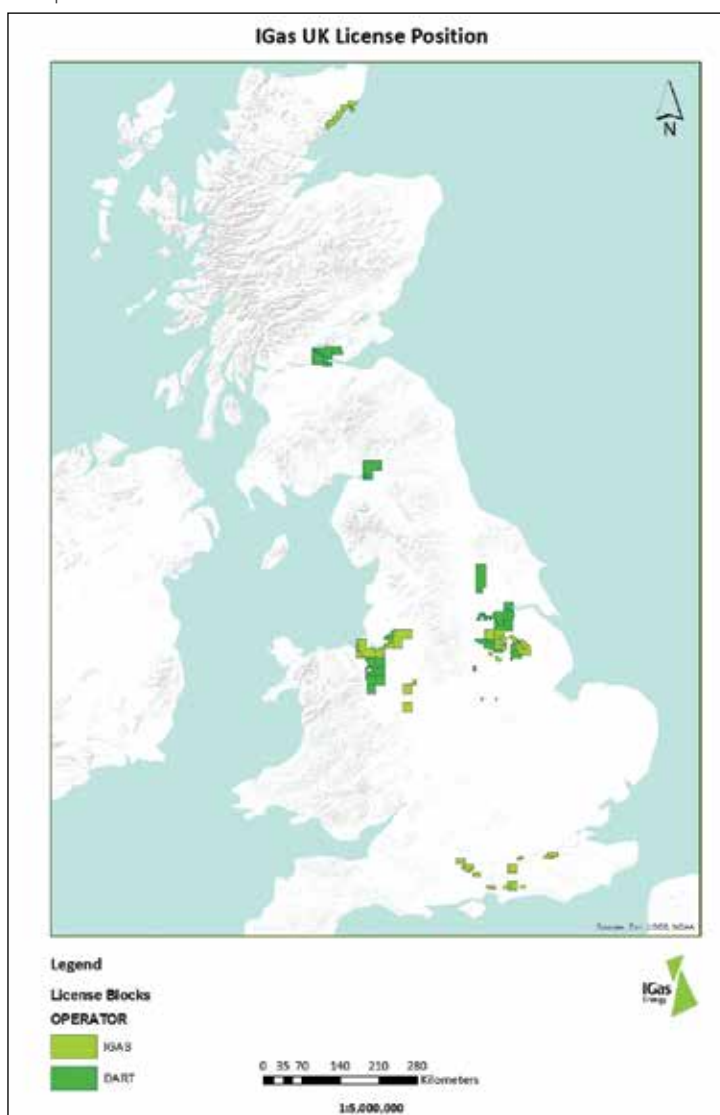 IGas UK License Position
N
Legend
License Blocks
OPERATOR
IGAS
DART
0 35 70 140 210 280
Kilometers
1:5,000,000
IGas
Energy